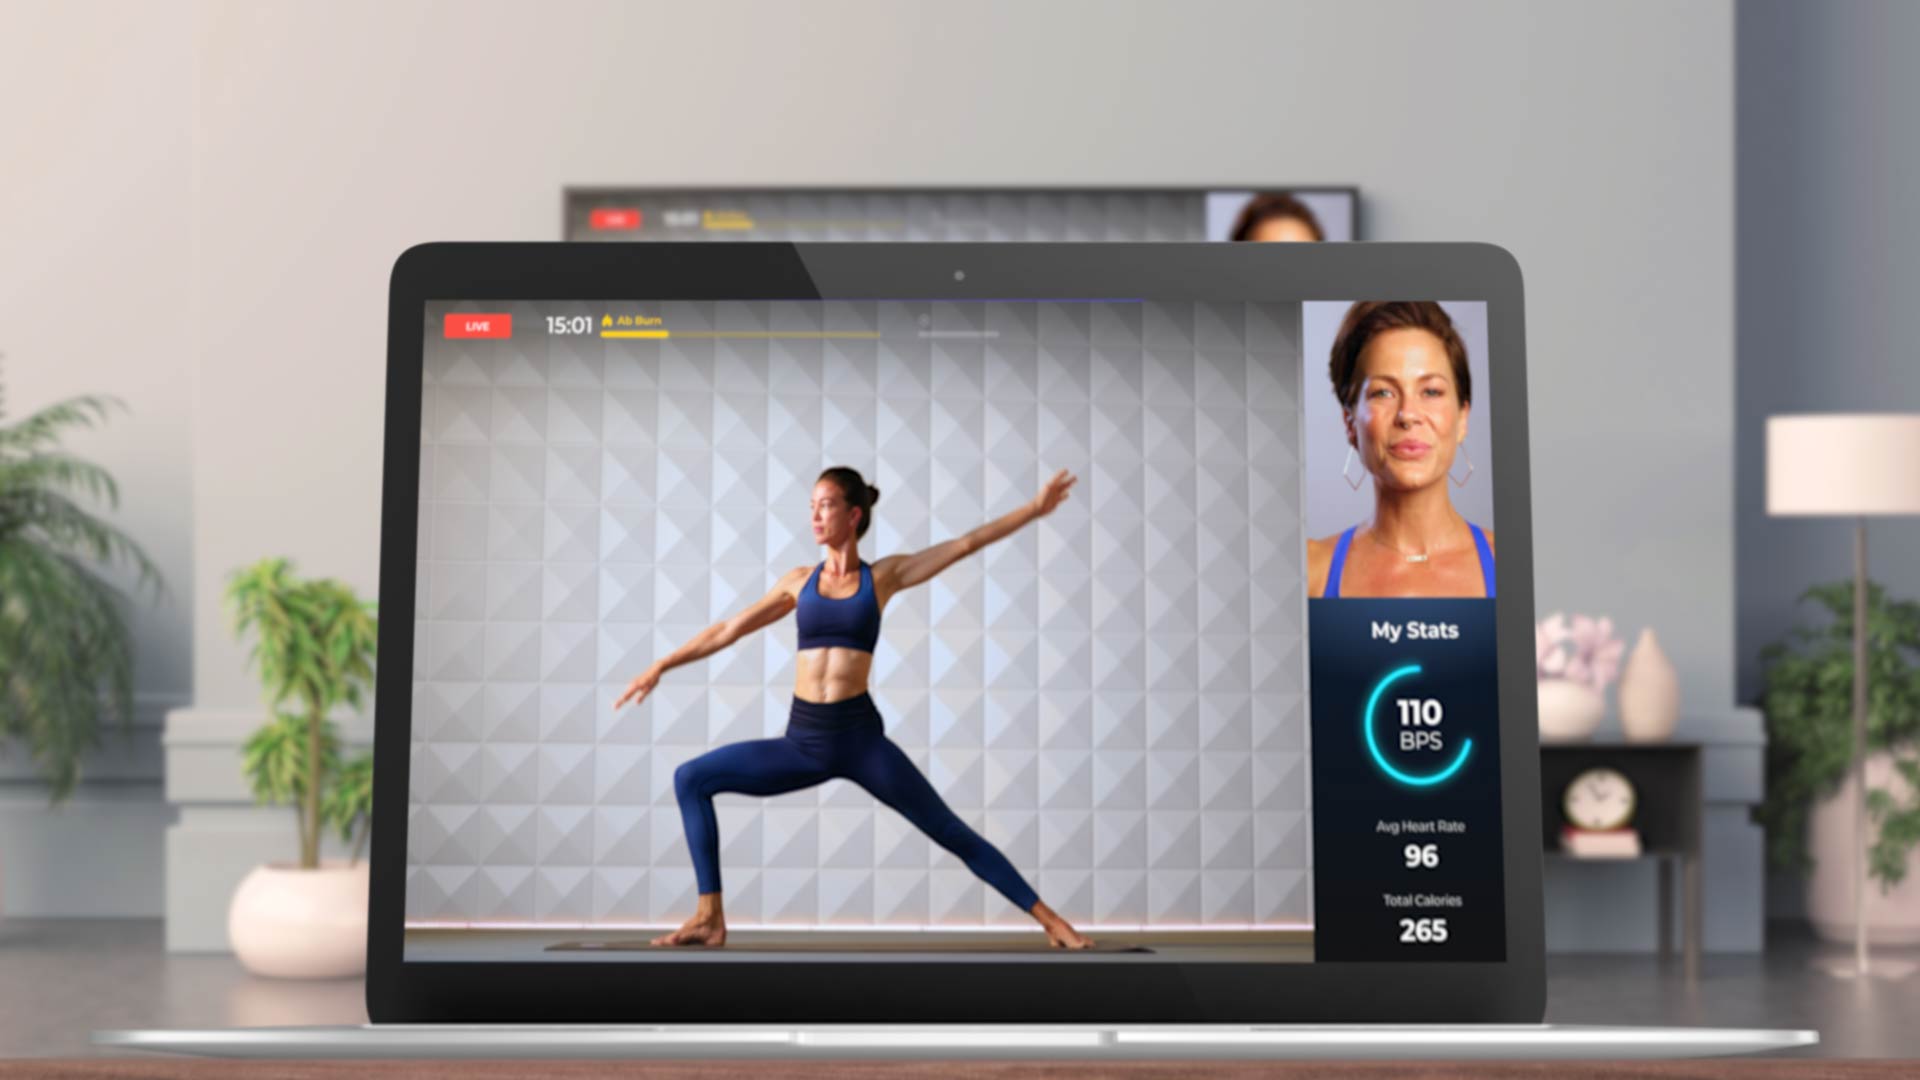 LIVE
15:01 Ab Burn
My Stats
110
BPS
Avg Heart Rate
96
Total Calories
265